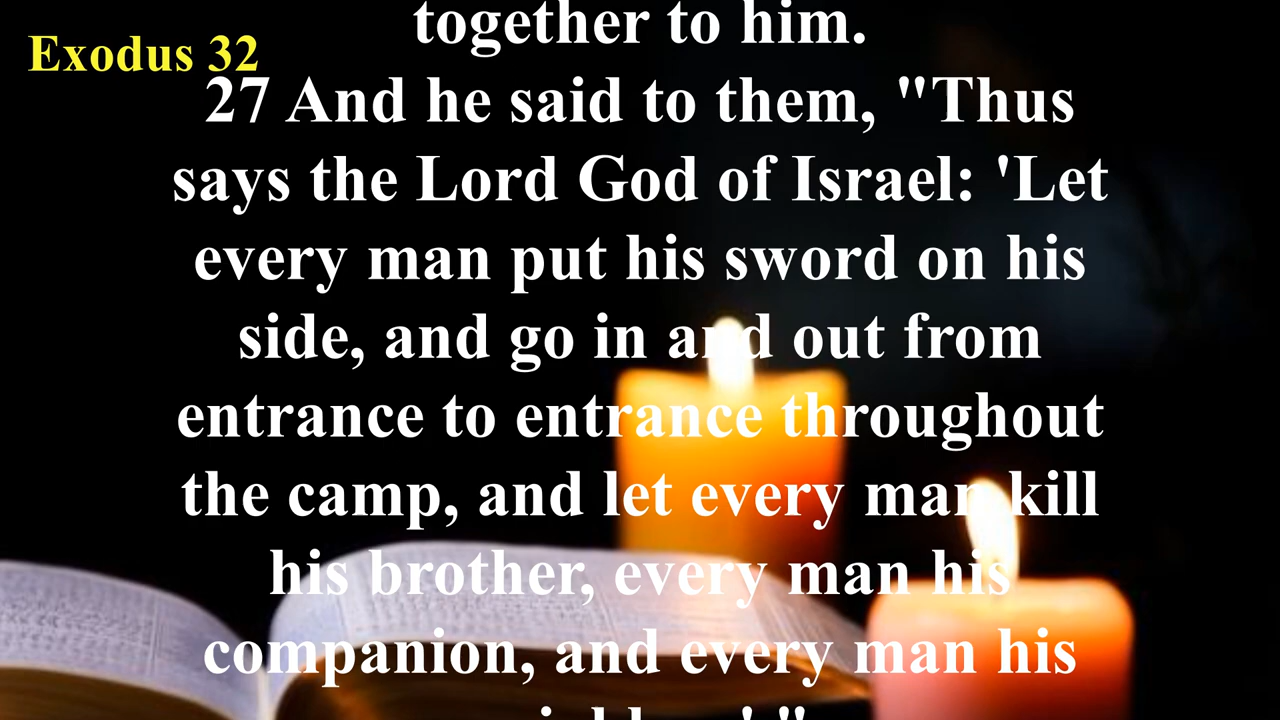 together to him.
Exodus 32
27 And he said to them, "Thus
says the Lord God of Israel: 'Let
every man put his sword on his
side, and go in and out from
entrance to entrance throughout
the camp, and let every man kill
his brother, every man his
companion, and every man his